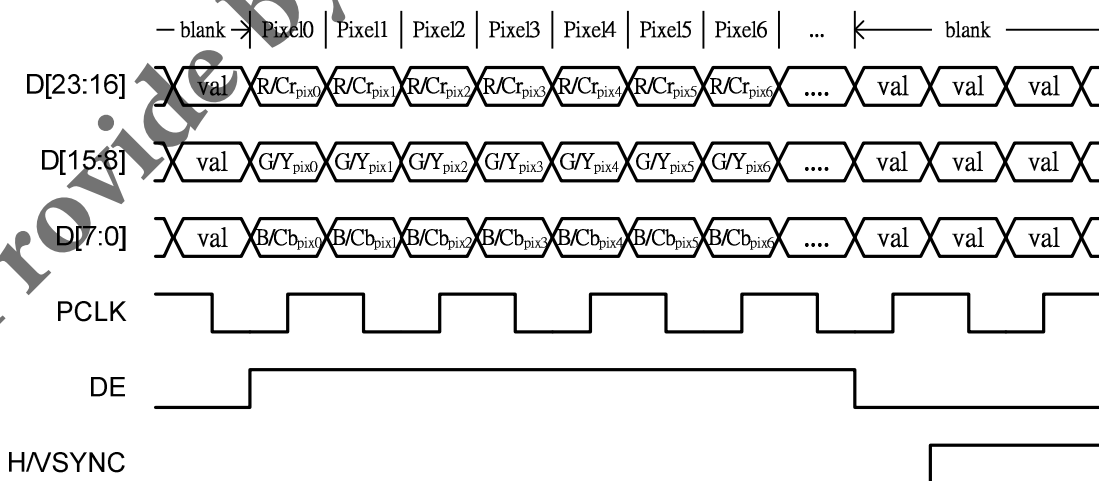 blank Pixel0 Pixel1 Pixel2 Pixel3 Pixel4 Pixel5 Pixel6 ... blank
D[23:16] val R/Crpix0 R/Crpix1 R/Crpix2 R/Crpix3 R/Crpix4 R/Crpix5 R/Crpix6 .... val val val
D[15:8] val G/Ypix0 G/Ypix1 G/Ypix2 G/Ypix3 G/Ypix4 G/Ypix5 G/Ypix6 .... val val val
D[7:0] val B/Cbpix0 B/Cbpix1 B/Cbpix2 B/Cbpix3 B/Cbpix4 B/Cbpix5 B/Cbpix6 .... val val val
PCLK
DE
H/VSYNC
rovide by